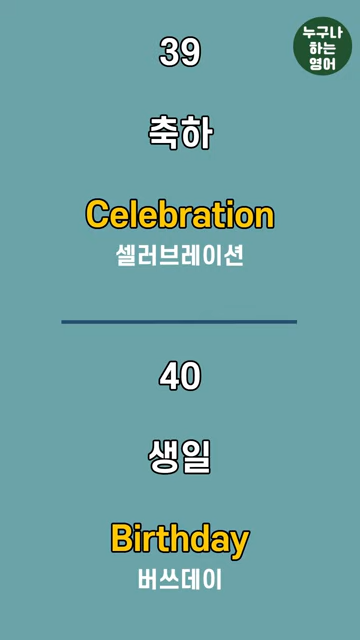 39
누구나
하는
영어
축하
Celebration
셀러브레이션
40
생일
Birthday
버쓰데이